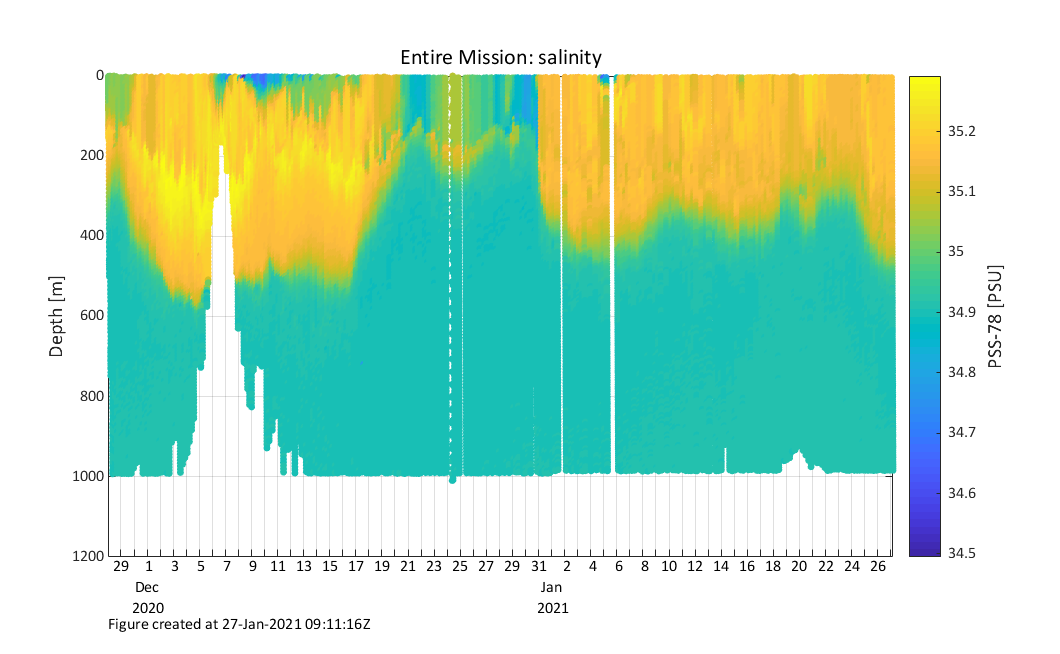 Entire Mission: salinity
0
200
400
600
800
1000
1200
Depth [m]
29 1 3 5 7 9 11 13 15 17 19 21 23 25 27 29 31 2 4 6 8 10 12 14 16 18 20 22 24 26
Dec Jan
2020 2021
35.2
35.1
35
34.9
34.8
34.7
34.6
34.5
PSS-78 [PSU]
Figure created at 27-Jan-2021 09:11:16Z